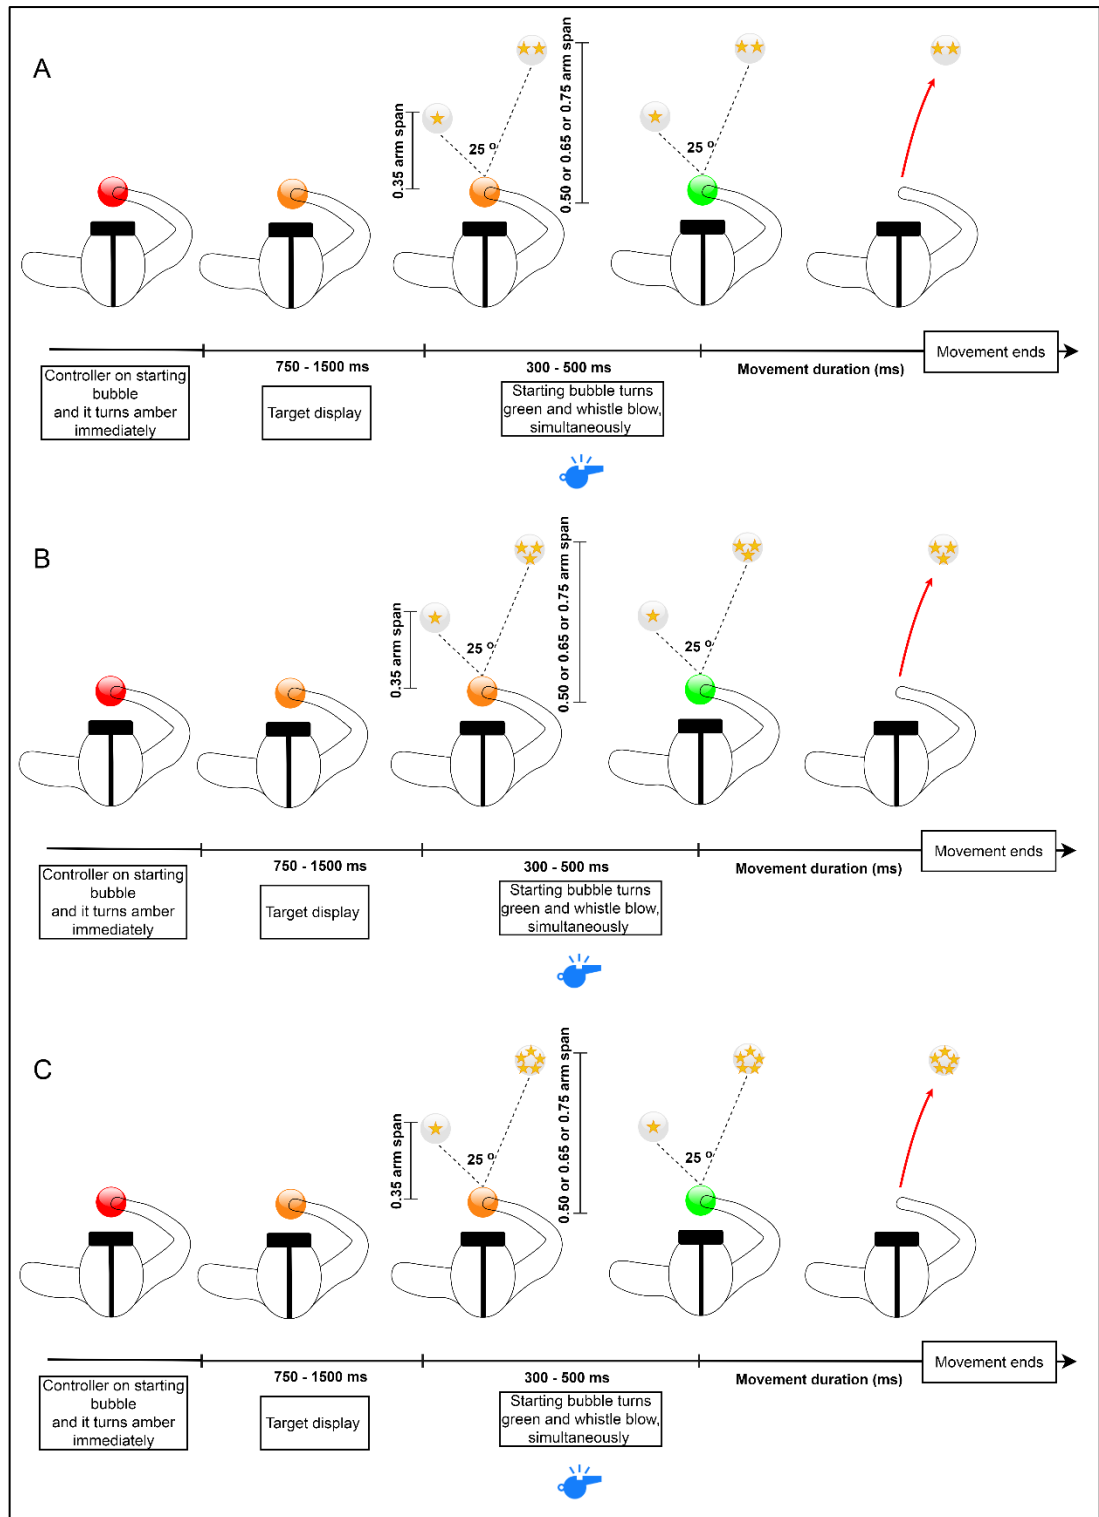 A
0.35 arm span
25 o
0.50 or 0.65 or 0.75 arm span
25 o
750 - 1500 ms
300 - 500 ms
Movement duration (ms)
Movement ends
Controller on starting
bubble
and it turns amber
immediately
Target display
Starting bubble turns
green and whistle blow,
simultaneously
B
0.35 arm span
25 o
0.50 or 0.65 or 0.75 arm span
25 o
750 - 1500 ms
300 - 500 ms
Movement duration (ms)
Movement ends
Controller on starting
bubble
and it turns amber
immediately
Target display
Starting bubble turns
green and whistle blow,
simultaneously
C
0.35 arm span
25 o
0.50 or 0.65 or 0.75 arm span
25 o
750 - 1500 ms
300 - 500 ms
Movement duration (ms)
Movement ends
Controller on starting
bubble
and it turns amber
immediately
Target display
Starting bubble turns
green and whistle blow,
simultaneously